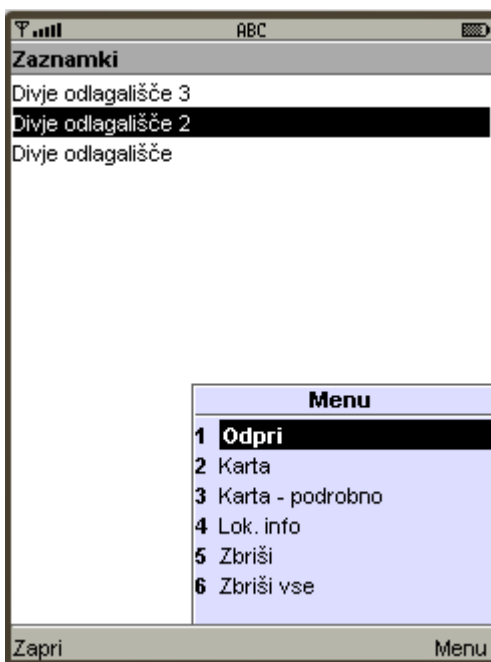 ABC
Zaznamki
Divje odlagališče 3
Divje odlagališče 2
Divje odlagališče
Menu
1 Odpri
2 Karta
3 Karta - podrobno
4 Lok. info
5 Zbriši
6 Zbriši vse
Zapri Menu